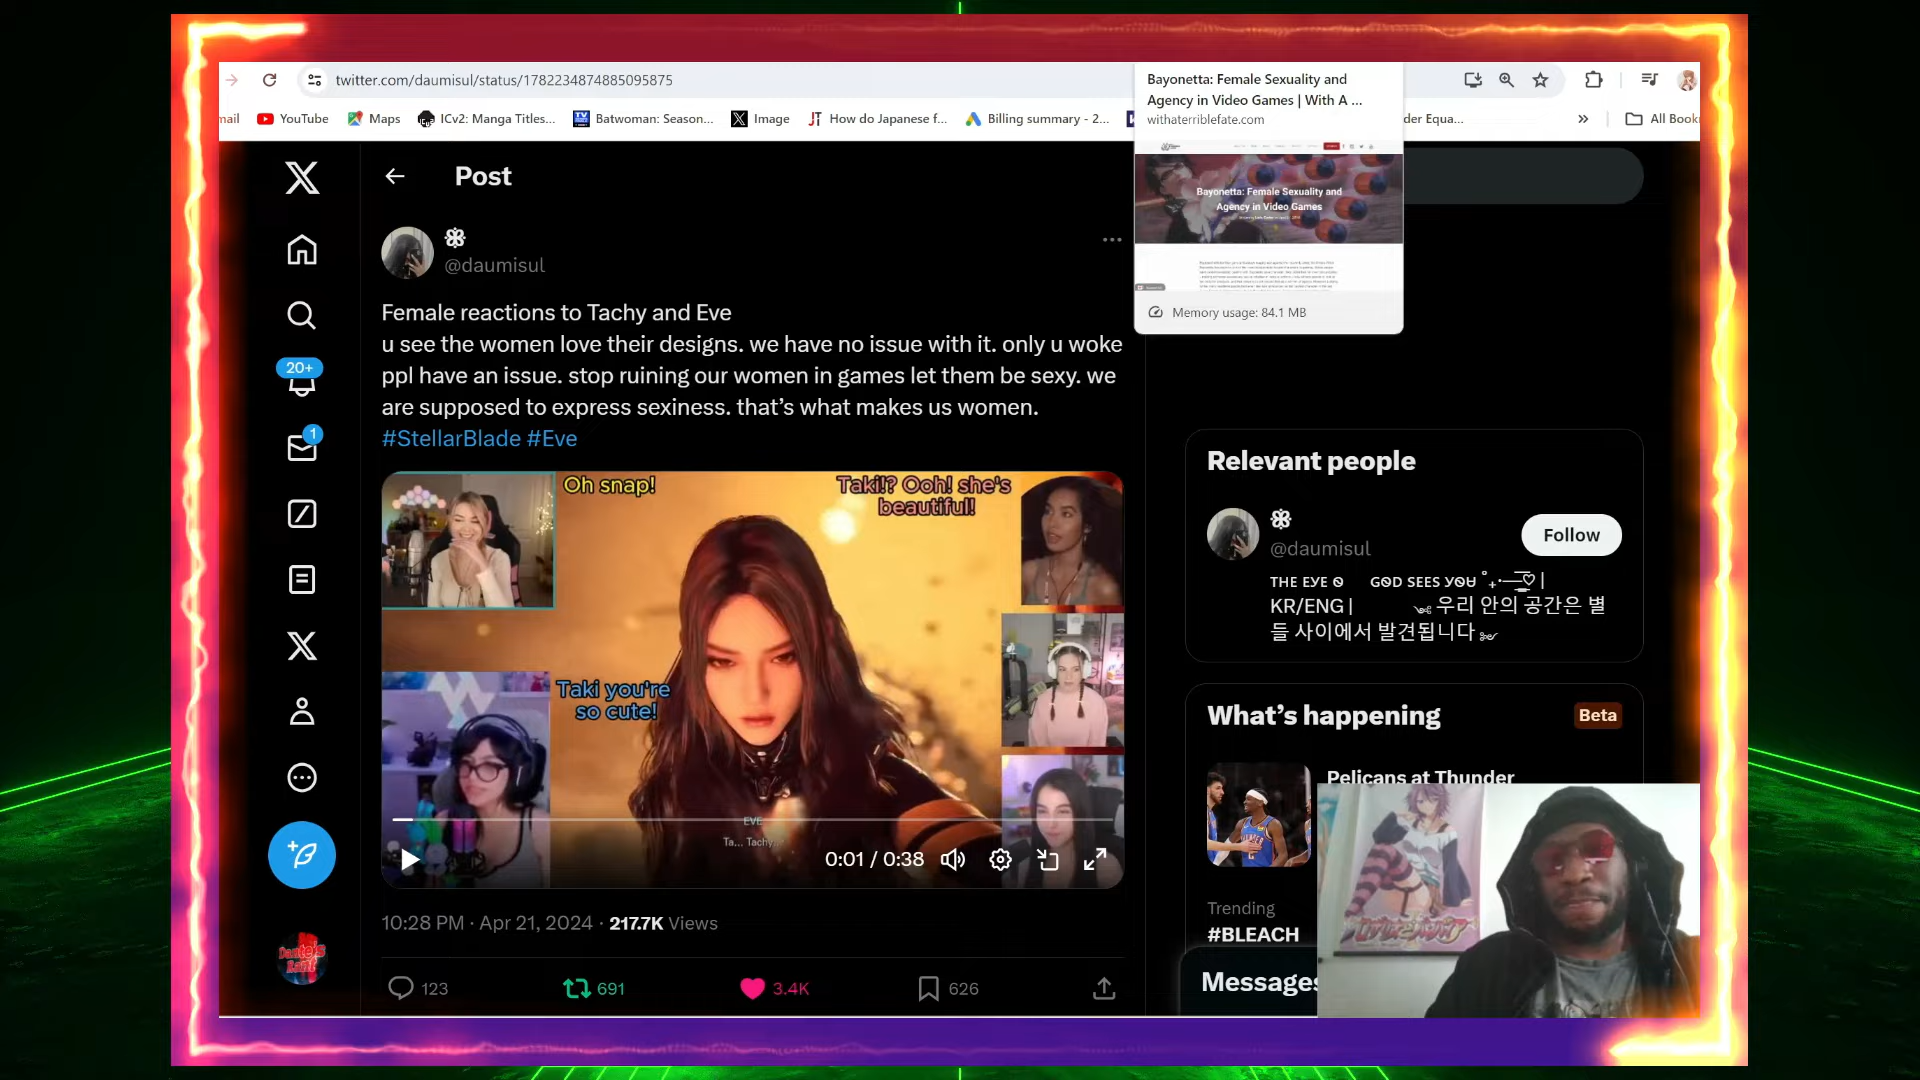 twitter.com/daumisul/status/1782234874885095875
Bayonetta: Female Sexuality and
Agency in Video Games | With A ...
withaterriblefate.com
mail
YouTube
Maps
ICv2: Manga Titles...
Batwoman: Season...
Image
How do Japanese f...
Billing summary - 2...
der Equa...
»
All Book
Bayonetta: Female Sexuality and
Agency in Video Games
Memory usage: 84.1 MB
Post
@daumisul
Female reactions to Tachy and Eve
u see the women love their designs. we have no issue with it. only u woke
ppl have an issue. stop ruining our women in games let them be sexy. we
are supposed to express sexiness. that's what makes us women.
#StellarBlade #Eve
20+
1
Oh snap!
Taki!? Ooh! she's
beautiful!
Taki you're
so cute!
EVE
Ta... Tachy...
0:01 / 0:38
10:28 PM · Apr 21, 2024 · 217.7K Views
123
691
3.4K
626
Relevant people
@daumisul
Follow
ᴛʜᴇ ᴇʏᴇ ᴏ ɢᴏᴅ sᴇᴇs ʏᴏᴜ
KR/ENG |
우리 안의 공간은 별
들 사이에서 발견됩니다
What's happening
Beta
Pelicans at Thunder
Trending
#BLEACH
Messages
Dante's
Rant